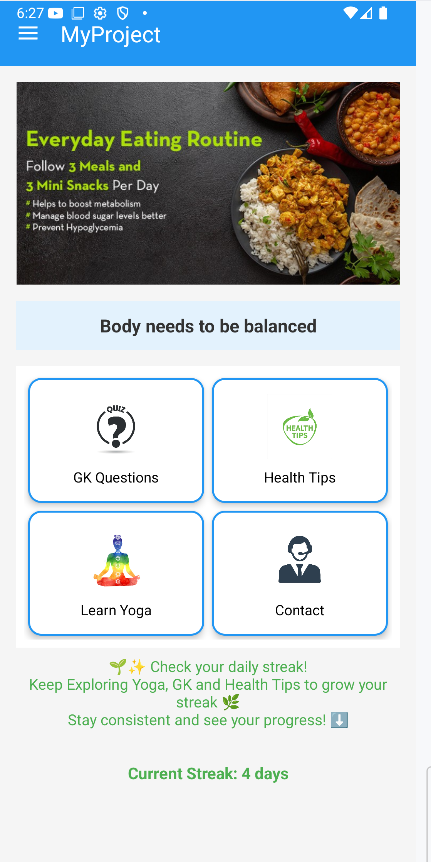 6:27
MyProject
Everyday Eating Routine
Follow 3 Meals and
3 Mini Snacks Per Day
# Helps to boost metabolism
# Manage blood sugar levels better
# Prevent Hypoglycemia
Body needs to be balanced
QUIZ
GK Questions
HEALTH
TIPS
Health Tips
Learn Yoga
Contact
🌱✨ Check your daily streak!
Keep Exploring Yoga, GK and Health Tips to grow your
streak 🌿
Stay consistent and see your progress! ⬇️
Current Streak: 4 days